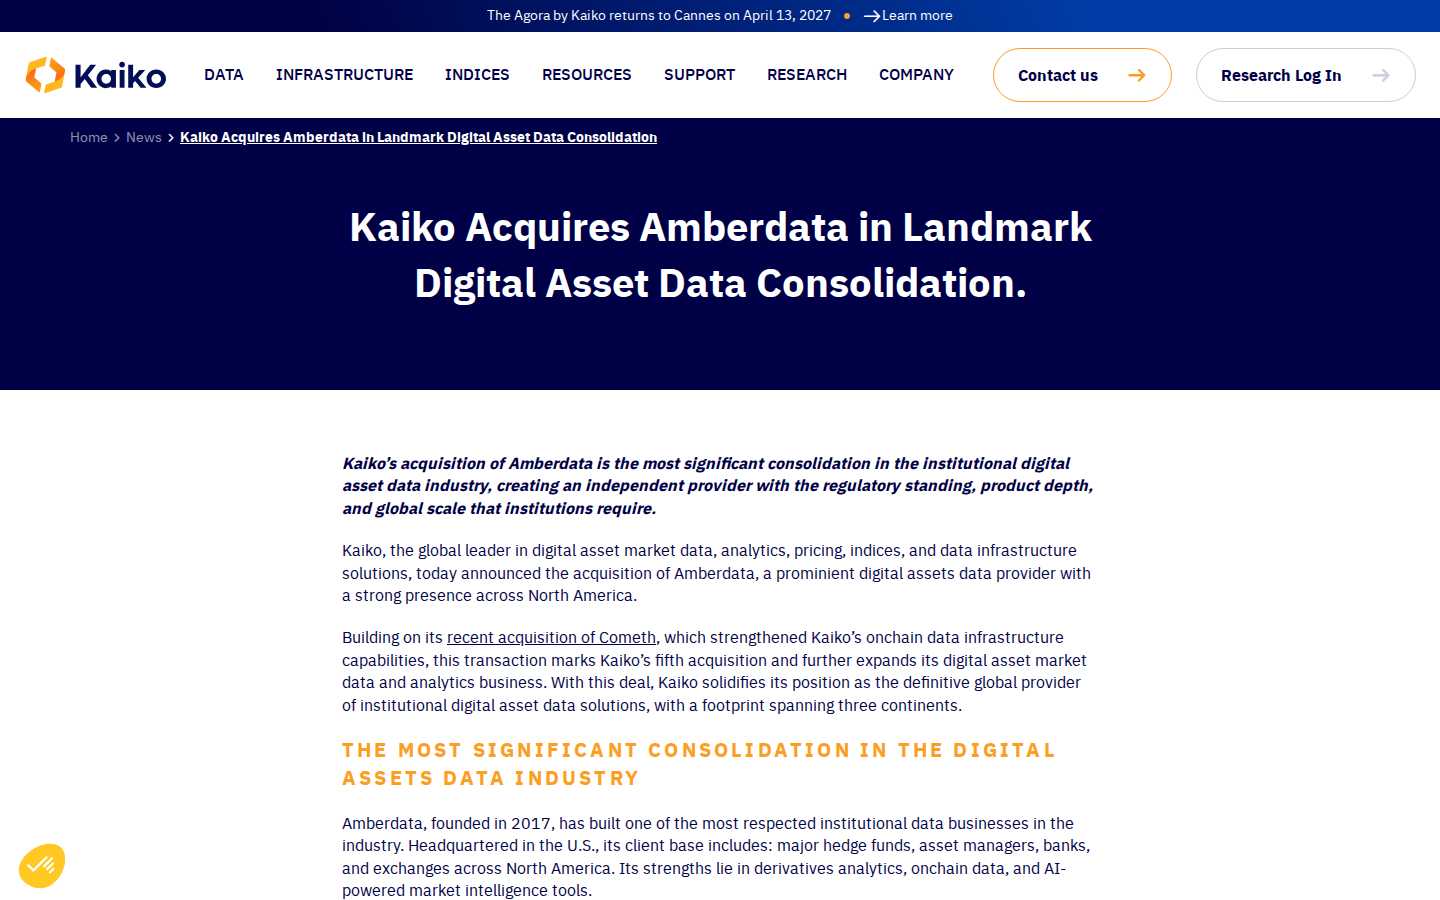 The Agora by Kaiko returns to Cannes on April 13, 2027 • Learn more
Kaiko DATA INFRASTRUCTURE INDICES RESOURCES SUPPORT RESEARCH COMPANY Contact us Research Log In
Home News Kaiko Acquires Amberdata in Landmark Digital Asset Data Consolidation
Kaiko Acquires Amberdata in Landmark
Digital Asset Data Consolidation.
Kaiko’s acquisition of Amberdata is the most significant consolidation in the institutional digital
asset data industry, creating an independent provider with the regulatory standing, product depth,
and global scale that institutions require.
Kaiko, the global leader in digital asset market data, analytics, pricing, indices, and data infrastructure
solutions, today announced the acquisition of Amberdata, a prominient digital assets data provider with
a strong presence across North America.
Building on its recent acquisition of Cometh, which strengthened Kaiko’s onchain data infrastructure
capabilities, this transaction marks Kaiko’s fifth acquisition and further expands its digital asset market
data and analytics business. With this deal, Kaiko solidifies its position as the definitive global provider
of institutional digital asset data solutions, with a footprint spanning three continents.
THE MOST SIGNIFICANT CONSOLIDATION IN THE DIGITAL
ASSETS DATA INDUSTRY
Amberdata, founded in 2017, has built one of the most respected institutional data businesses in the
industry. Headquartered in the U.S., its client base includes: major hedge funds, asset managers, banks,
and exchanges across North America. Its strengths lie in derivatives analytics, onchain data, and AI-
powered market intelligence tools.